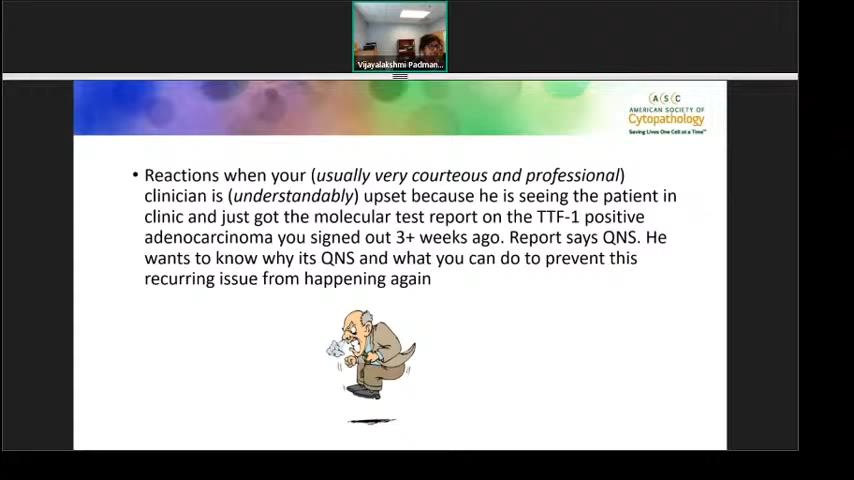 Vijayalakshmi Padman...
ASC
AMERICAN SOCIETY OF
Cytopathology
Saving Lives One Cell at a Time™
• Reactions when your (usually very courteous and professional)
clinician is (understandably) upset because he is seeing the patient in
clinic and just got the molecular test report on the TTF-1 positive
adenocarcinoma you signed out 3+ weeks ago. Report says QNS. He
wants to know why its QNS and what you can do to prevent this
recurring issue from happening again